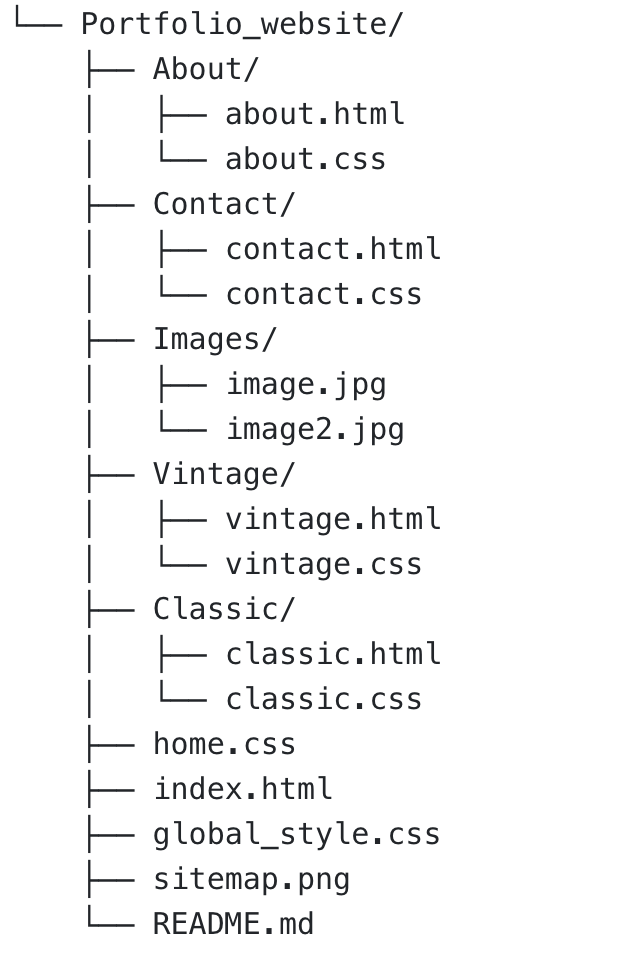 └── Portfolio_website/
    ├── About/
    │   ├── about.html
    │   └── about.css
    ├── Contact/
    │   ├── contact.html
    │   └── contact.css
    ├── Images/
    │   ├── image.jpg
    │   └── image2.jpg
    ├── Vintage/
    │   ├── vintage.html
    │   └── vintage.css
    ├── Classic/
    │   ├── classic.html
    │   └── classic.css
    ├── home.css
    ├── index.html
    ├── global_style.css
    ├── sitemap.png
    └── README.md